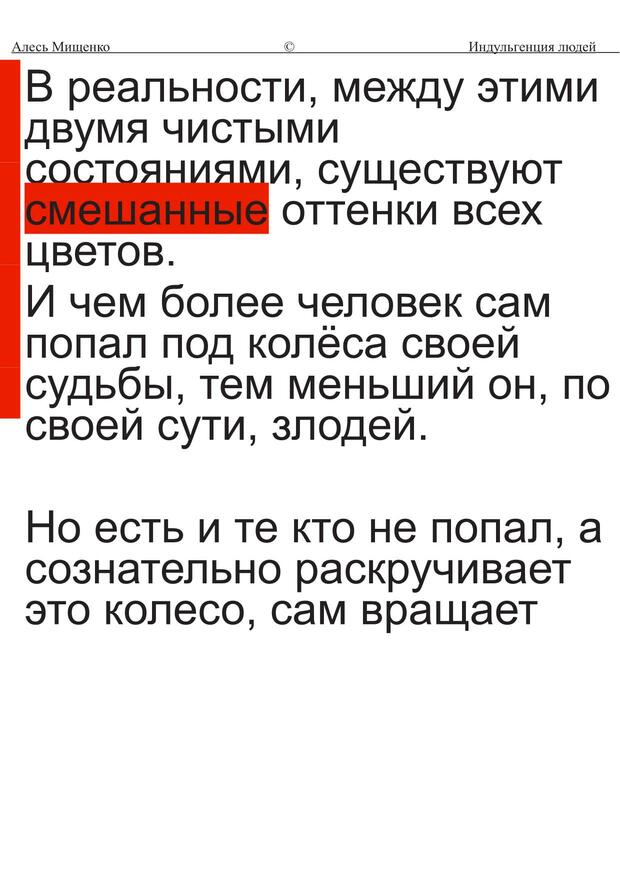 Алесь Мищенко © Индульгенция людей
В реальности, между этими
двумя чистыми
состояниями, существуют
смешанные оттенки всех
цветов.
И чем более человек сам
попал под колёса своей
судьбы, тем меньший он, по
своей сути, злодей.
Но есть и те кто не попал, а
сознательно раскручивает
это колесо, сам вращает